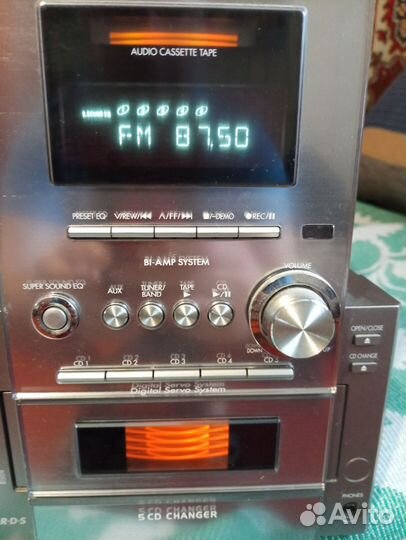 AUDIO CASSETTE TAPE
FM 87.50
PRESET EQ ∨/REW/⏮ ∧/FF/⏭ ■/–DEMO ●REC/⏸
BI-AMP SYSTEM
VOLUME
SUPER SOUND EQ
AUX
TUNER/
BAND
TAPE
▶
CD
▶/⏸
DOWN
UP
OPEN/CLOSE
⏏
CD CHANGE
⏏
CD 1 CD 2 CD 3 CD 4 CD 5
Digital Servo System
5 CD CHANGER
PHONES
R·D·S
Avito